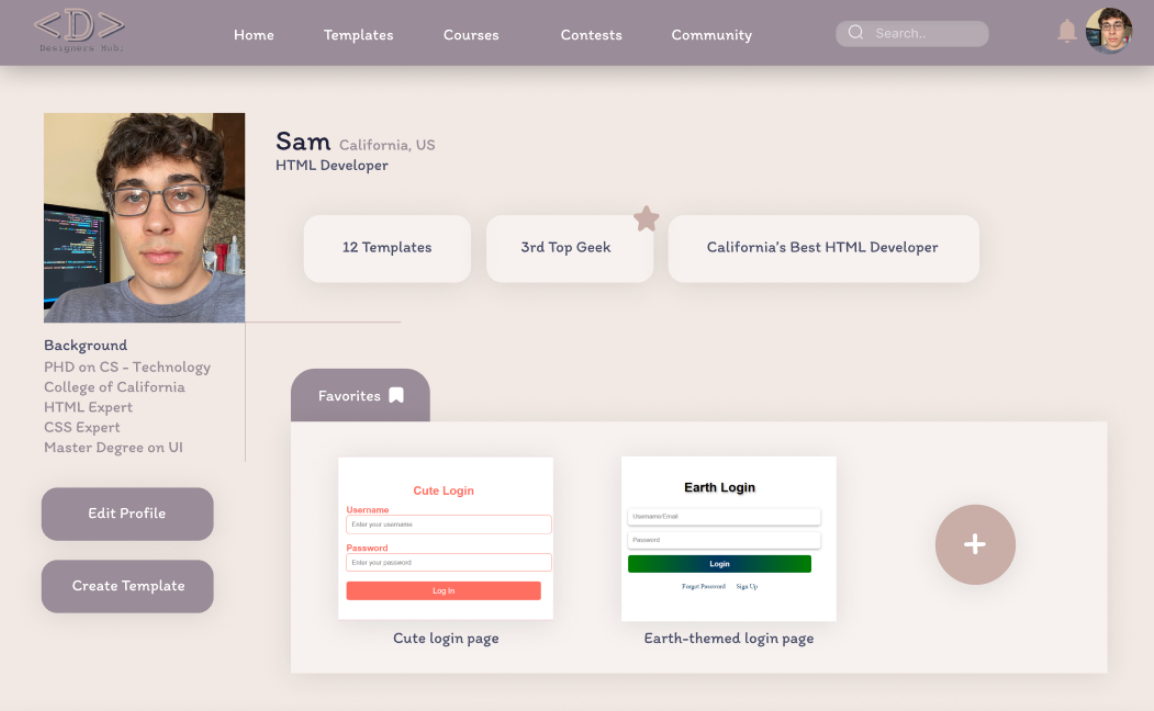 <D>
Designers Hub;
Home Templates Courses Contests Community Search..
Sam California, US
HTML Developer
12 Templates
3rd Top Geek
California's Best HTML Developer
Background
PHD on CS - Technology
College of California
HTML Expert
CSS Expert
Master Degree on UI
Edit Profile
Create Template
Favorites
Cute Login
Username
Enter your username
Password
Enter your password
Log In
Cute login page
Earth Login
Username/Email
Password
Login
Forgot Password Sign Up
Earth-themed login page